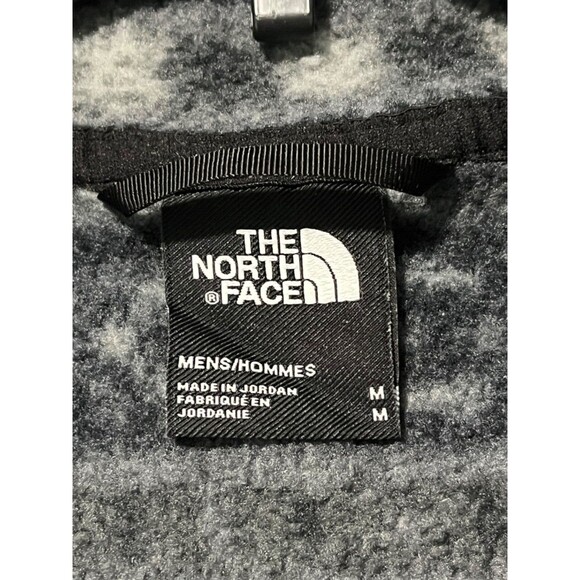 THE
NORTH
®FACE
MENS/HOMMES
MADE IN JORDAN M
FABRIQUÉ EN
JORDANIE M